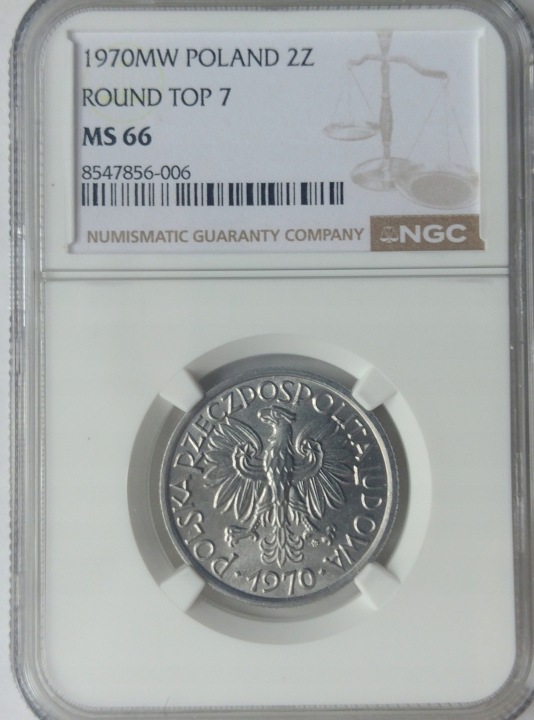 1970MW POLAND 2Z
ROUND TOP 7
MS 66
8547856-006
NUMISMATIC GUARANTY COMPANY NGC
POLSKA RZECZPOSPOLITA LUDOWA
1970